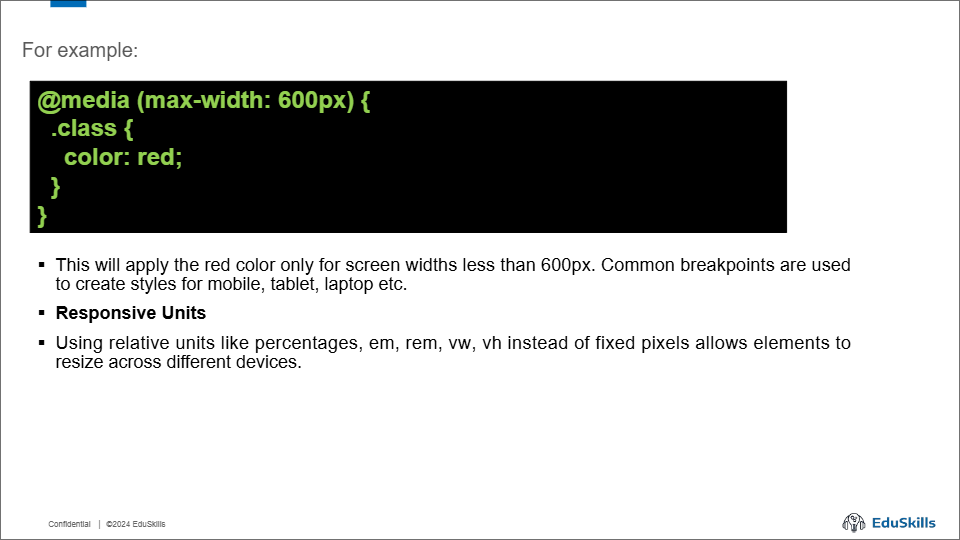 For example:
@media (max-width: 600px) {
.class {
color: red;
}
}
▪ This will apply the red color only for screen widths less than 600px. Common breakpoints are used
to create styles for mobile, tablet, laptop etc.
▪ Responsive Units
▪ Using relative units like percentages, em, rem, vw, vh instead of fixed pixels allows elements to
resize across different devices.
Confidential | ©2024 EduSkills
EduSkills